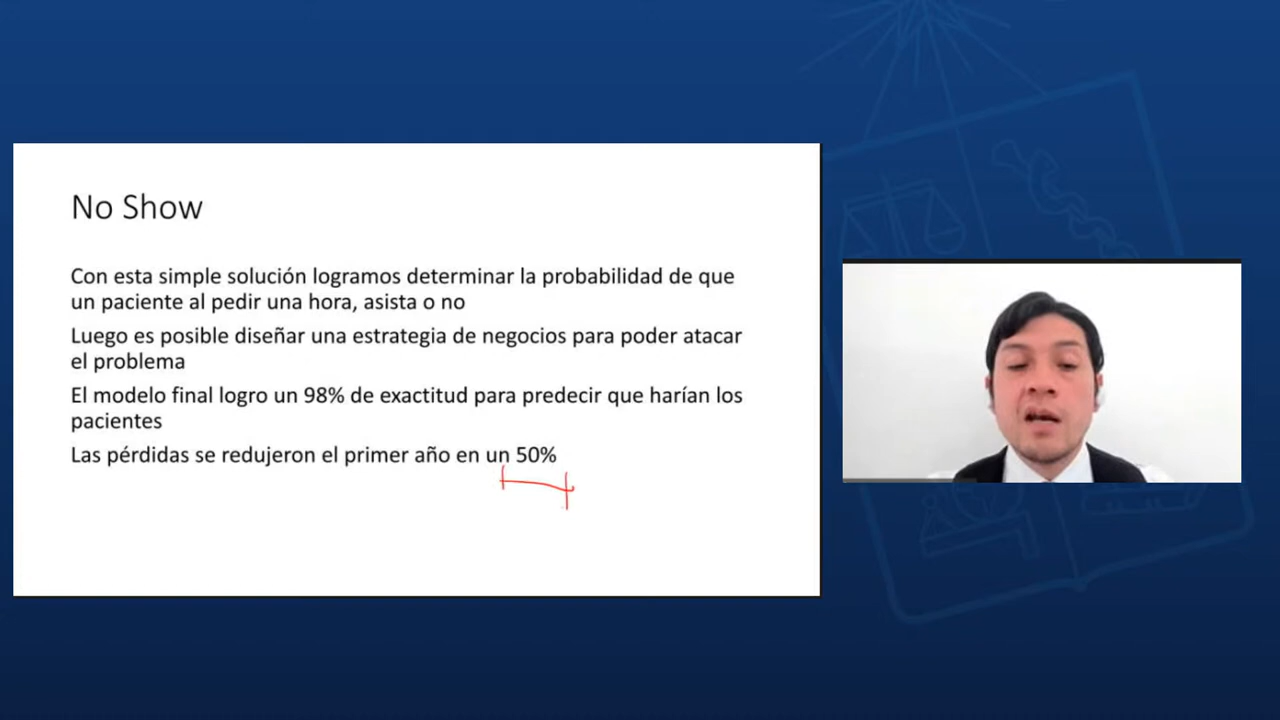 No Show
Con esta simple solución logramos determinar la probabilidad de que
un paciente al pedir una hora, asista o no
Luego es posible diseñar una estrategia de negocios para poder atacar
el problema
El modelo final logro un 98% de exactitud para predecir que harían los
pacientes
Las pérdidas se redujeron el primer año en un 50%